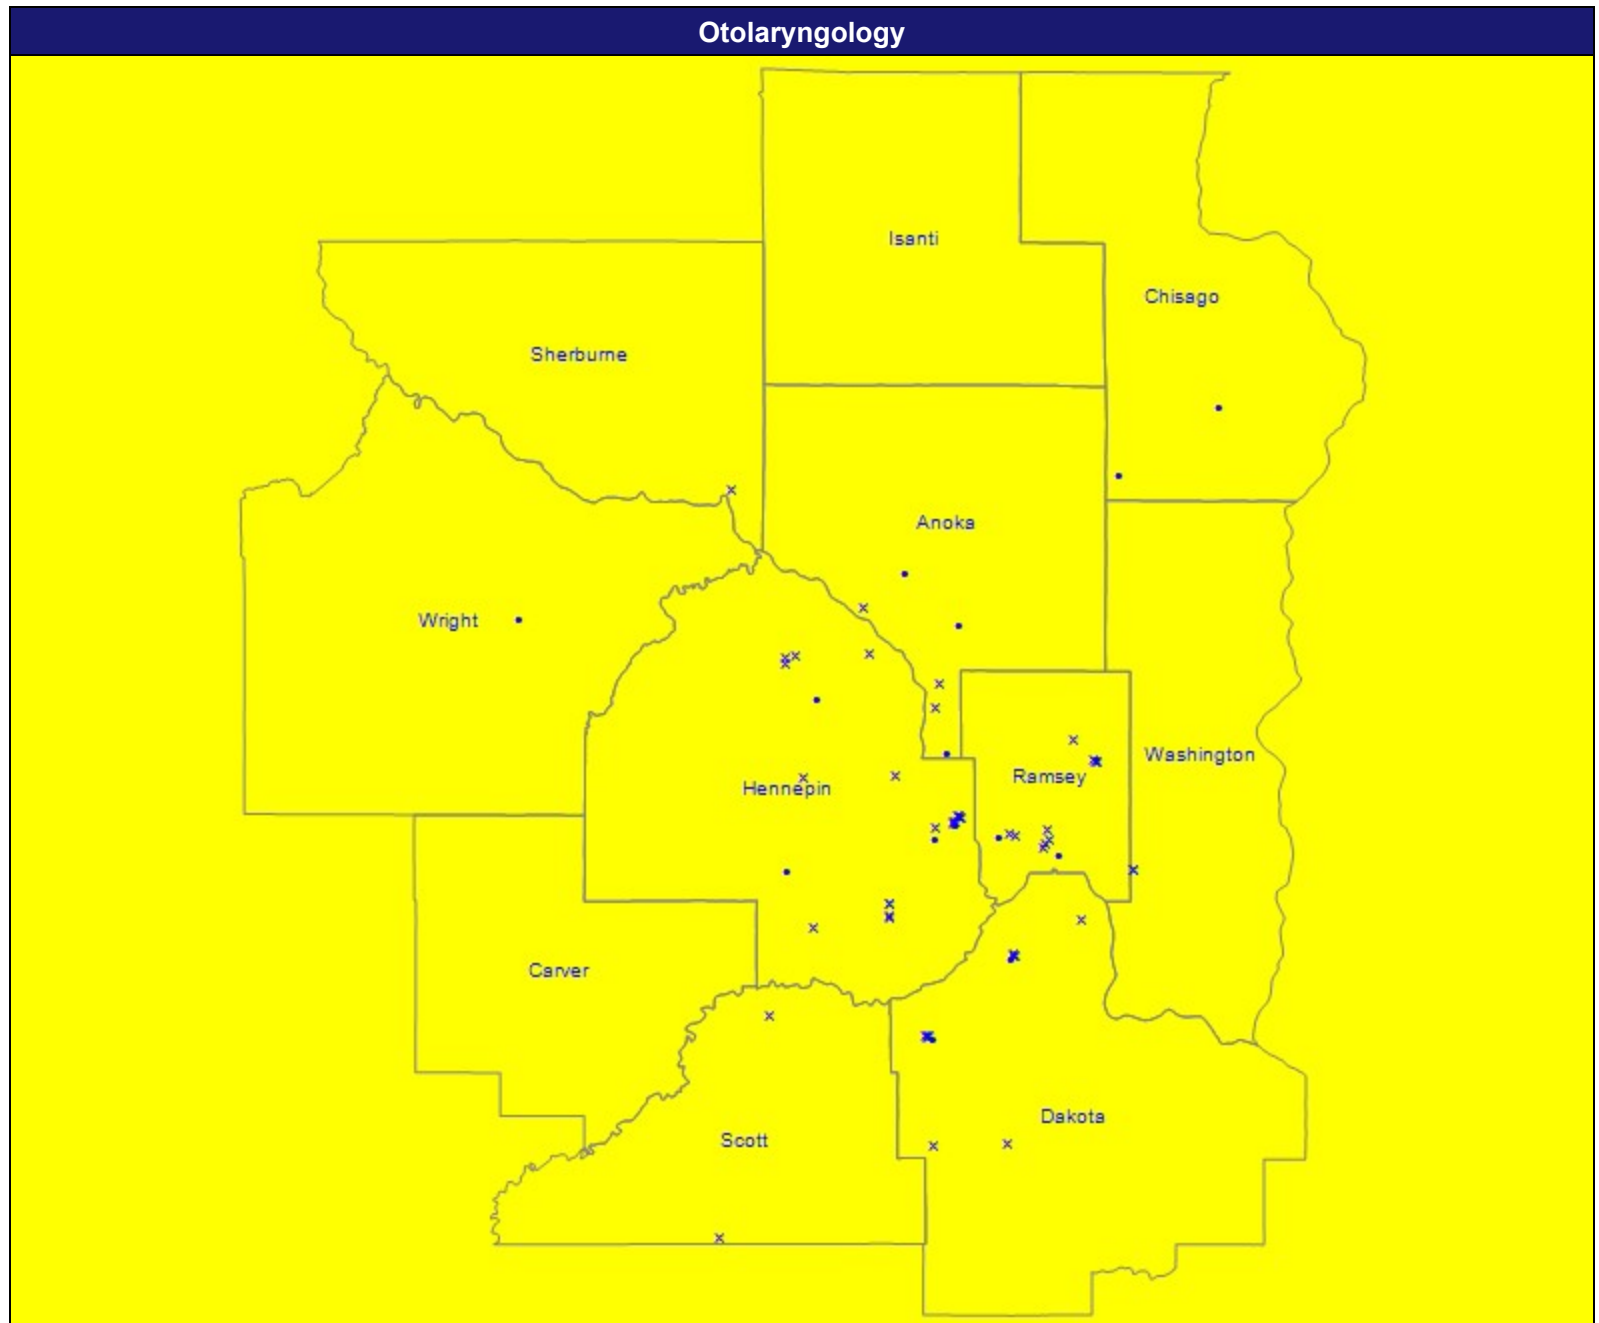 Otolaryngology
Isanti
Chisago
Sherburne
Anoka
Wright
Washington
Ramsey
Hennepin
Carver
Dakota
Scott